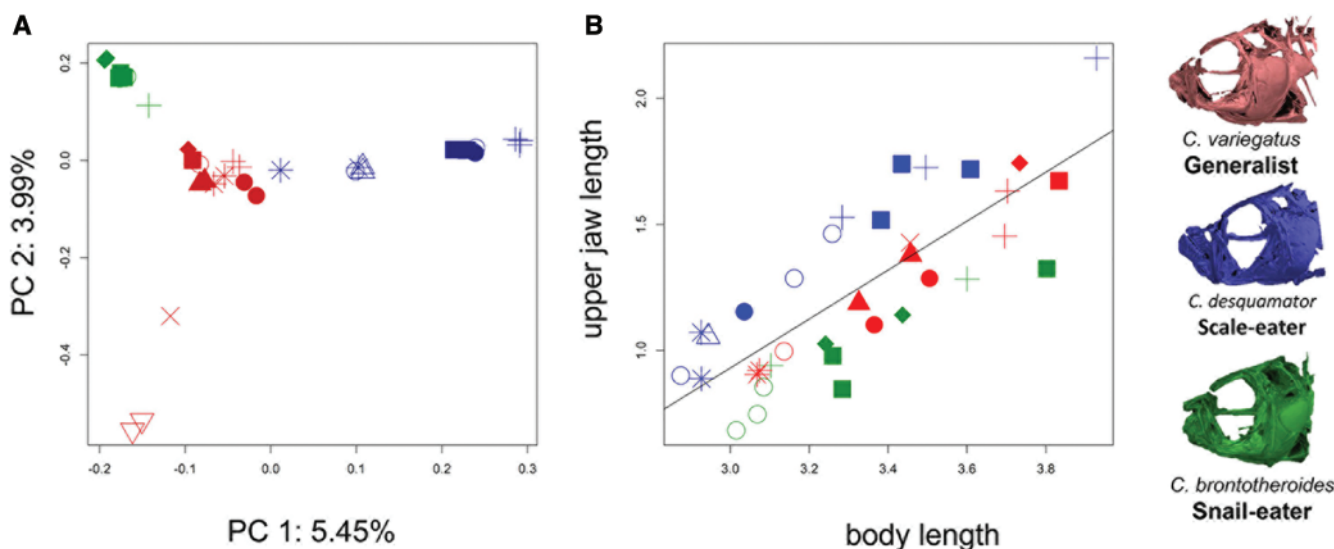 A
PC 2: 3.99%
0.2
0.0
-0.2
-0.4
-0.2
-0.1
0.0
0.1
0.2
0.3
PC 1: 5.45%
B
upper jaw length
2.0
1.5
1.0
3.0
3.2
3.4
3.6
3.8
body length
C. variegatus
Generalist
C. desquamator
Scale-eater
C. brontotheroides
Snail-eater